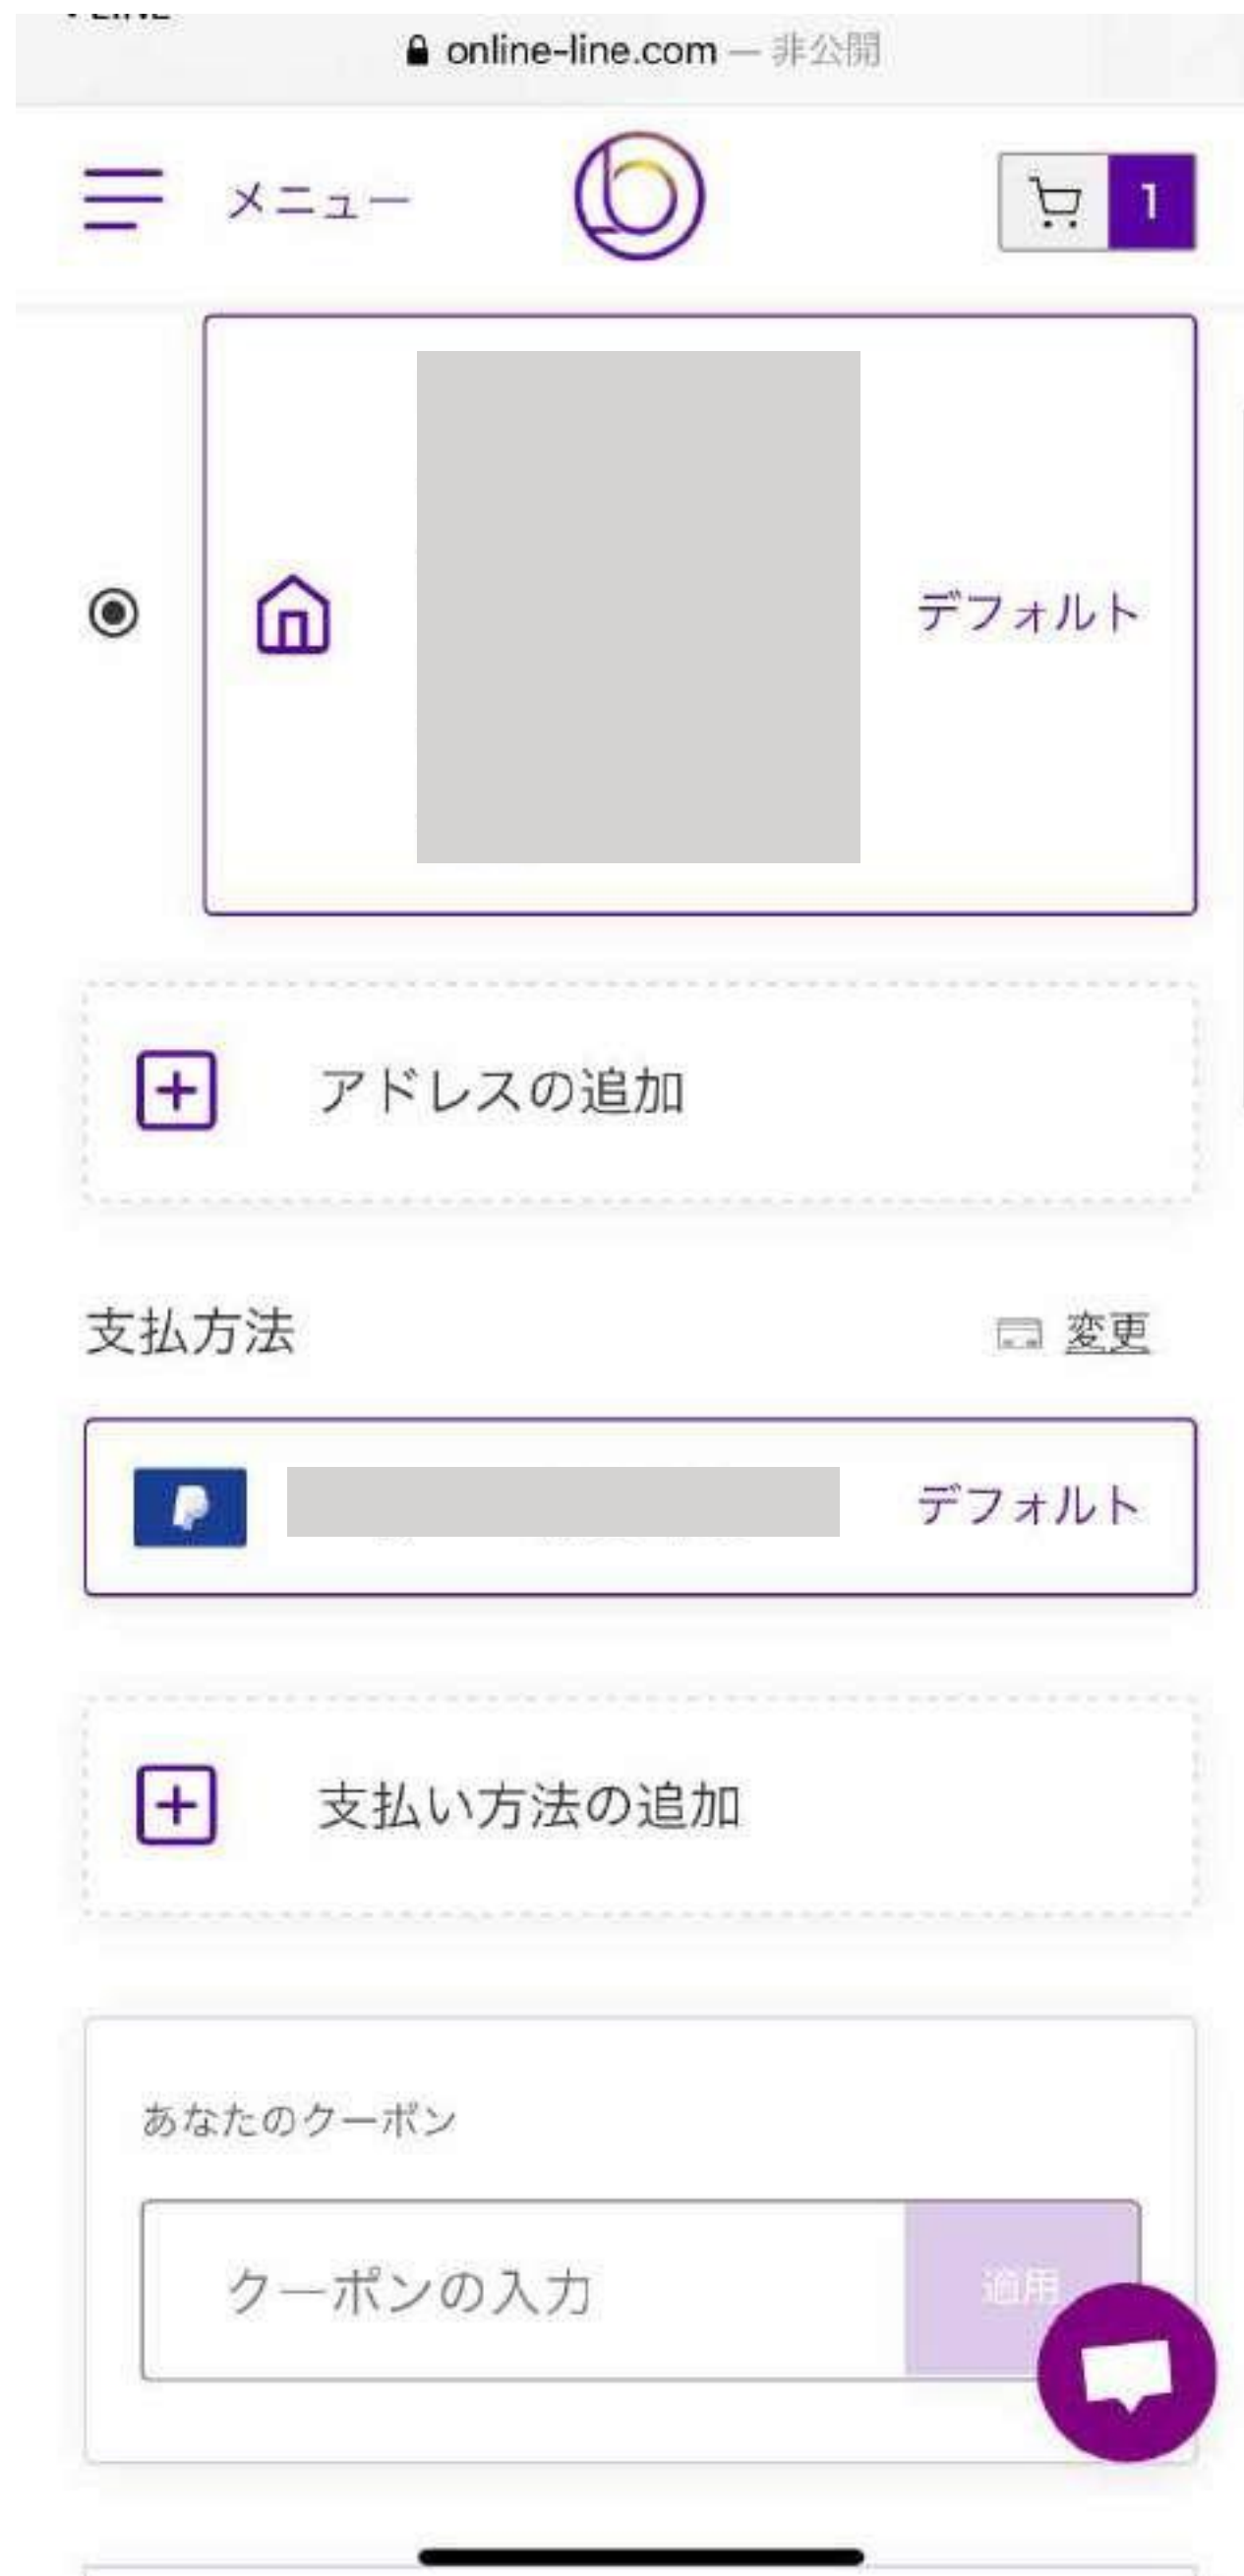 LINE
online-line.com — 非公開
メニュー
1
デフォルト
アドレスの追加
支払方法
変更
デフォルト
支払い方法の追加
あなたのクーポン
クーポンの入力
適用